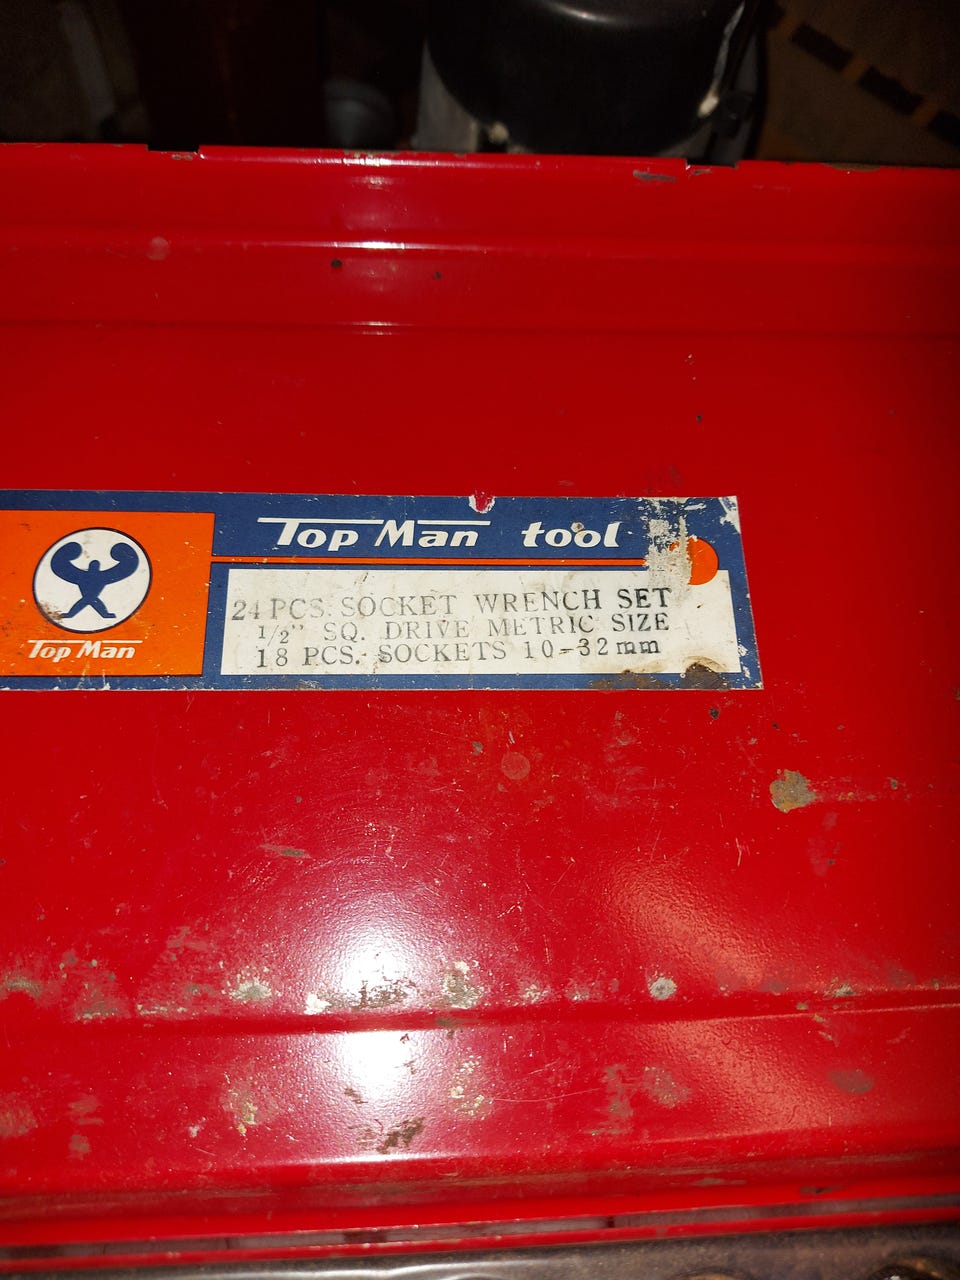 Top Man tool
Top Man
24 PCS. SOCKET WRENCH SET
1/2" SQ. DRIVE METRIC SIZE
18 PCS. SOCKETS 10-32mm